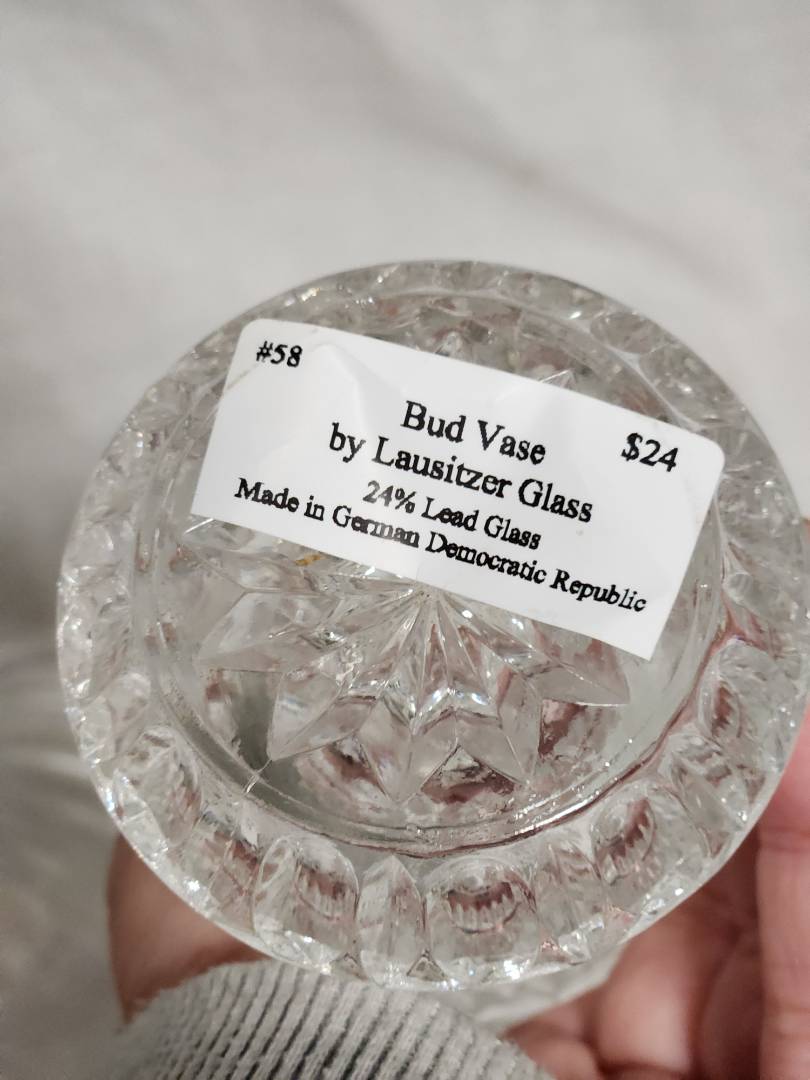 #58
Bud Vase
$24
by Lausitzer Glass
24% Lead Glass
Made in German Democratic Republic